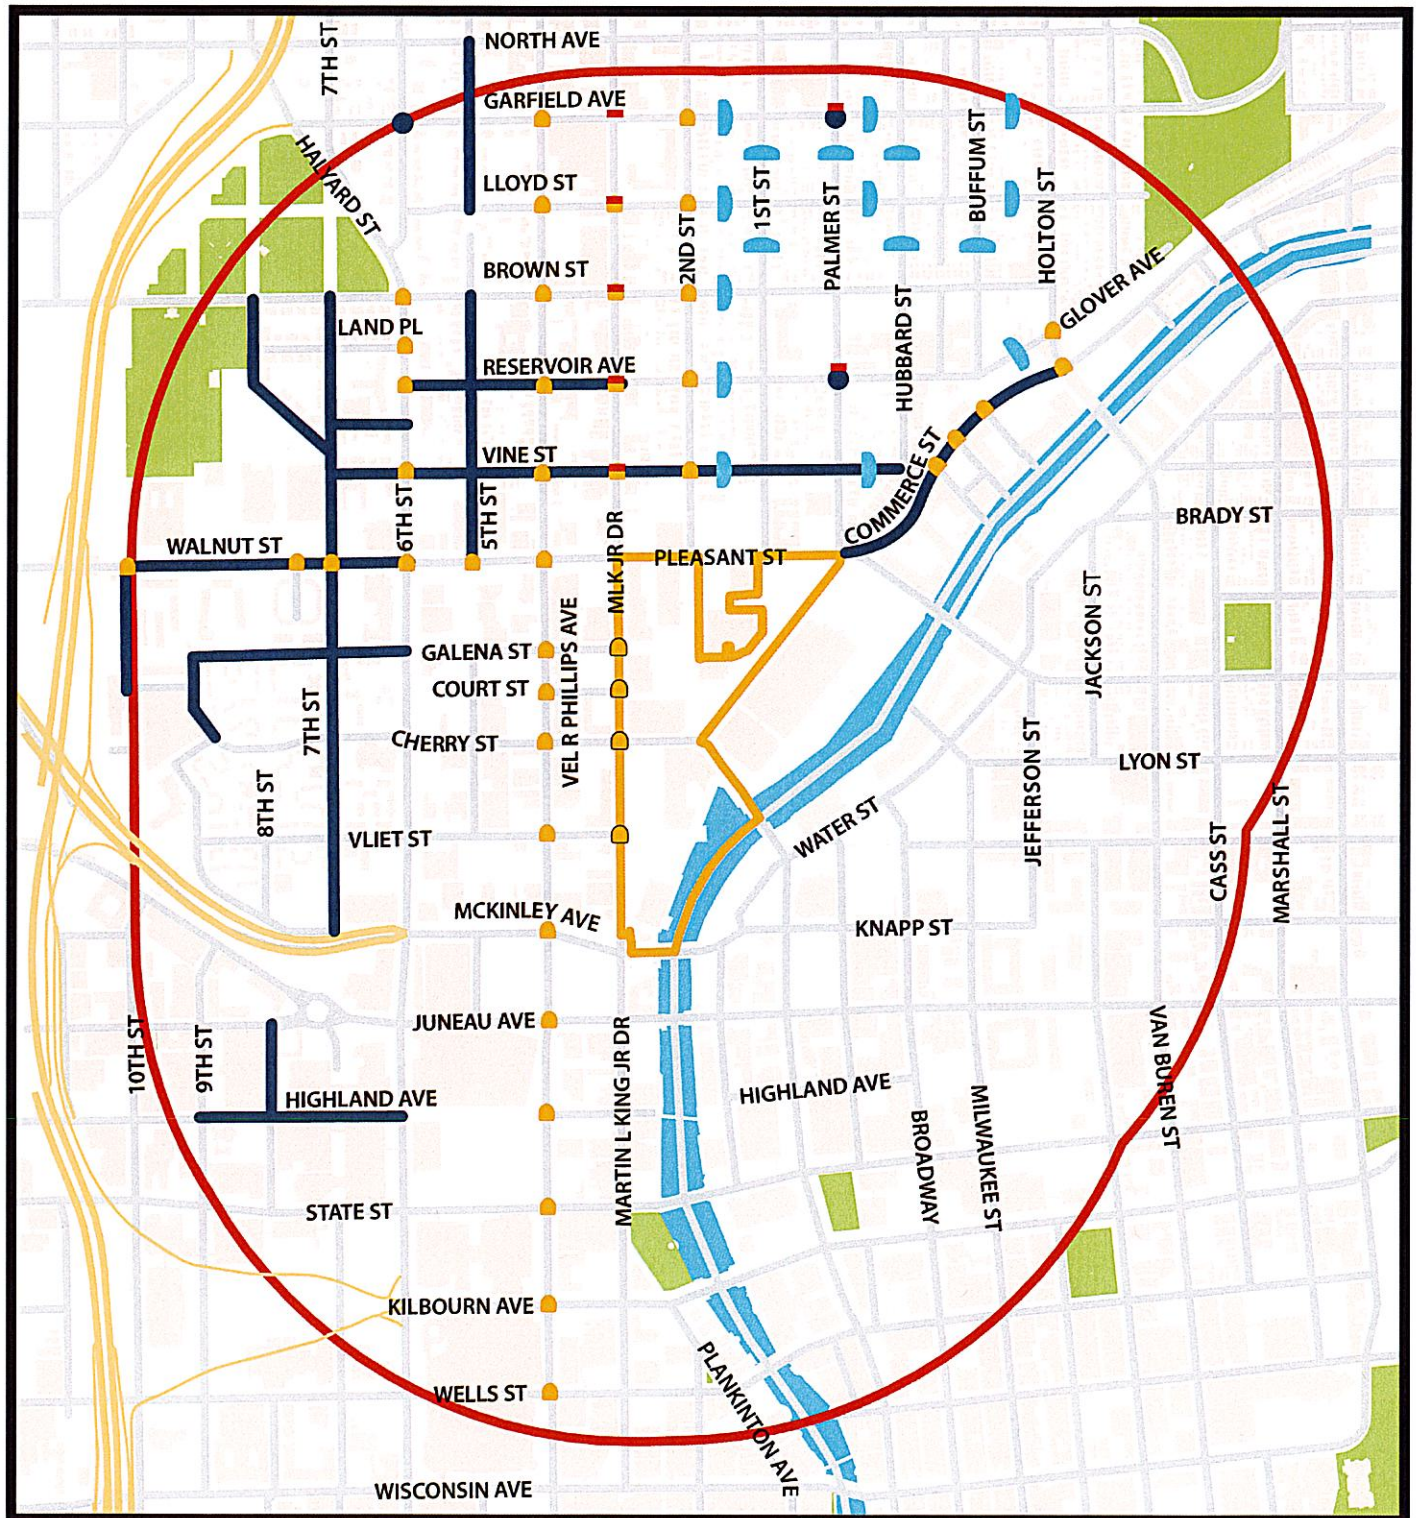 7TH ST
NORTH AVE
GARFIELD AVE
HALYARD ST
LLOYD ST
2ND ST
1ST ST
PALMER ST
BUFFUM ST
HOLTON ST
BROWN ST
GLOVER AVE
LAND PL
HUBBARD ST
RESERVOIR AVE
VINE ST
COMMERCE ST
6TH ST
5TH ST
BRADY ST
WALNUT ST
MLK JR DR
PLEASANT ST
JACKSON ST
GALENA ST
VEL R PHILLIPS AVE
COURT ST
7TH ST
CHERRY ST
JEFFERSON ST
LYON ST
8TH ST
VLIET ST
WATER ST
CASS ST
MARSHALL ST
MCKINLEY AVE
KNAPP ST
10TH ST
9TH ST
JUNEAU AVE
MARTIN L KING JR DR
VAN BUREN ST
HIGHLAND AVE
HIGHLAND AVE
BROADWAY
MILWAUKEE ST
STATE ST
KILBOURN AVE
PLANKINTON AVE
WELLS ST
WISCONSIN AVE